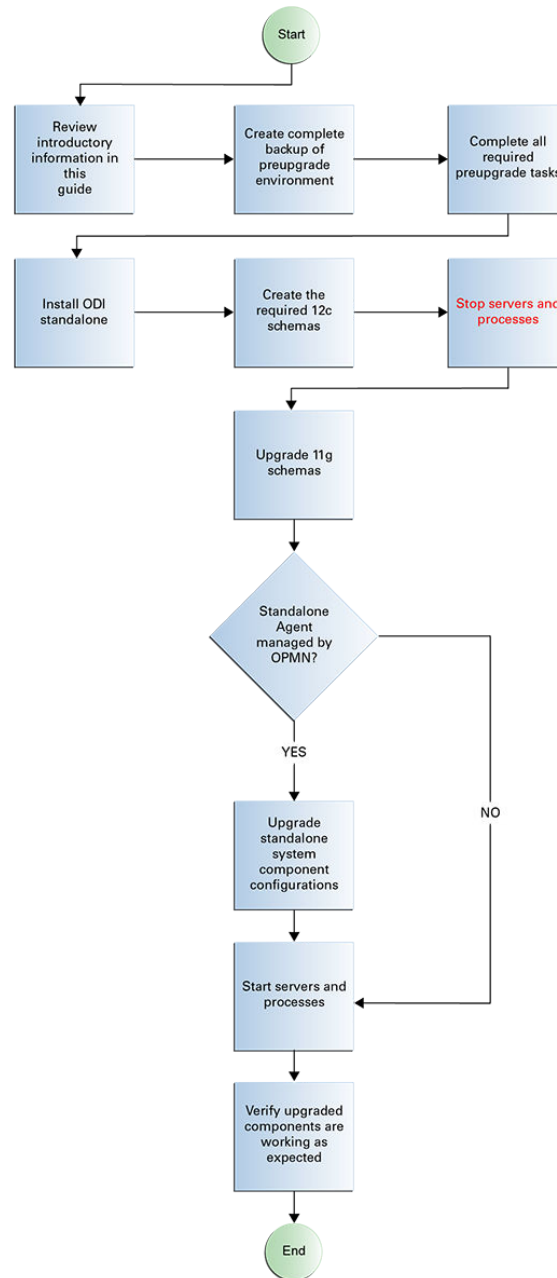 Start
Review
introductory
information in
this
guide
Create complete
backup of
preupgrade
environment
Complete all
required
preupgrade tasks
Install ODI
standalone
Create the
required 12c
schemas
Stop servers and
processes
Upgrade 11g
schemas
Standalone
Agent
managed by
OPMN?
YES
NO
Upgrade
standalone
system
component
configurations
Start servers and
processes
Verify upgraded
components are
working as
expected
End